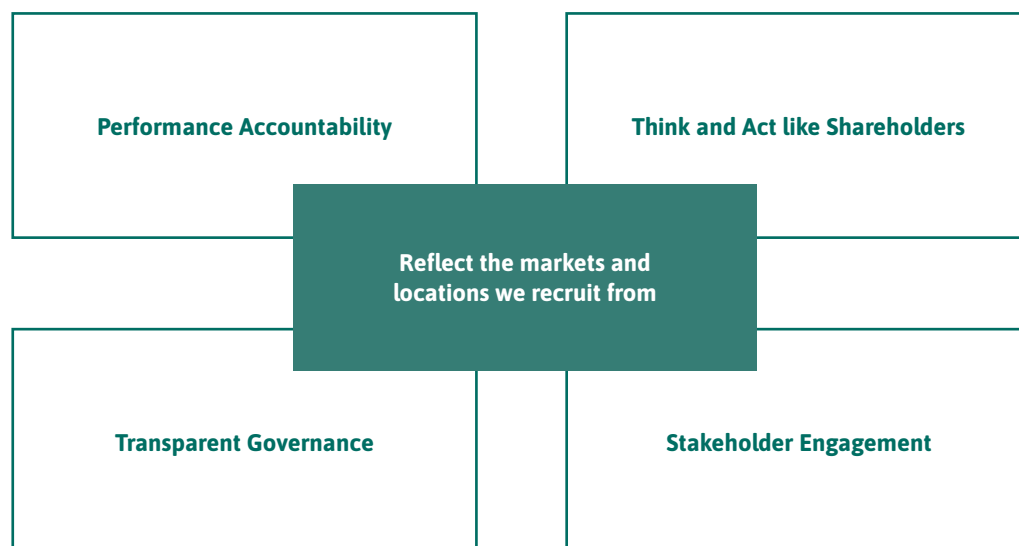 Performance Accountability
Think and Act like Shareholders
Reflect the markets and
locations we recruit from
Transparent Governance
Stakeholder Engagement